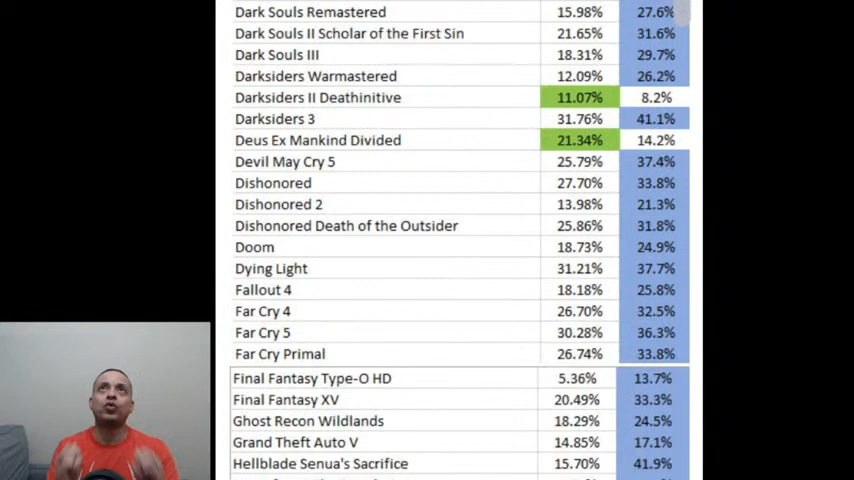 Dark Souls Remastered 15.98% 27.6%
Dark Souls II Scholar of the First Sin 21.65% 31.6%
Dark Souls III 18.31% 29.7%
Darksiders Warmastered 12.09% 26.2%
Darksiders II Deathinitive 11.07% 8.2%
Darksiders 3 31.76% 41.1%
Deus Ex Mankind Divided 21.34% 14.2%
Devil May Cry 5 25.79% 37.4%
Dishonored 27.70% 33.8%
Dishonored 2 13.98% 21.3%
Dishonored Death of the Outsider 25.86% 31.8%
Doom 18.73% 24.9%
Dying Light 31.21% 37.7%
Fallout 4 18.18% 25.8%
Far Cry 4 26.70% 32.5%
Far Cry 5 30.28% 36.3%
Far Cry Primal 26.74% 33.8%
Final Fantasy Type-O HD 5.36% 13.7%
Final Fantasy XV 20.49% 33.3%
Ghost Recon Wildlands 18.29% 24.5%
Grand Theft Auto V 14.85% 17.1%
Hellblade Senua's Sacrifice 15.70% 41.9%